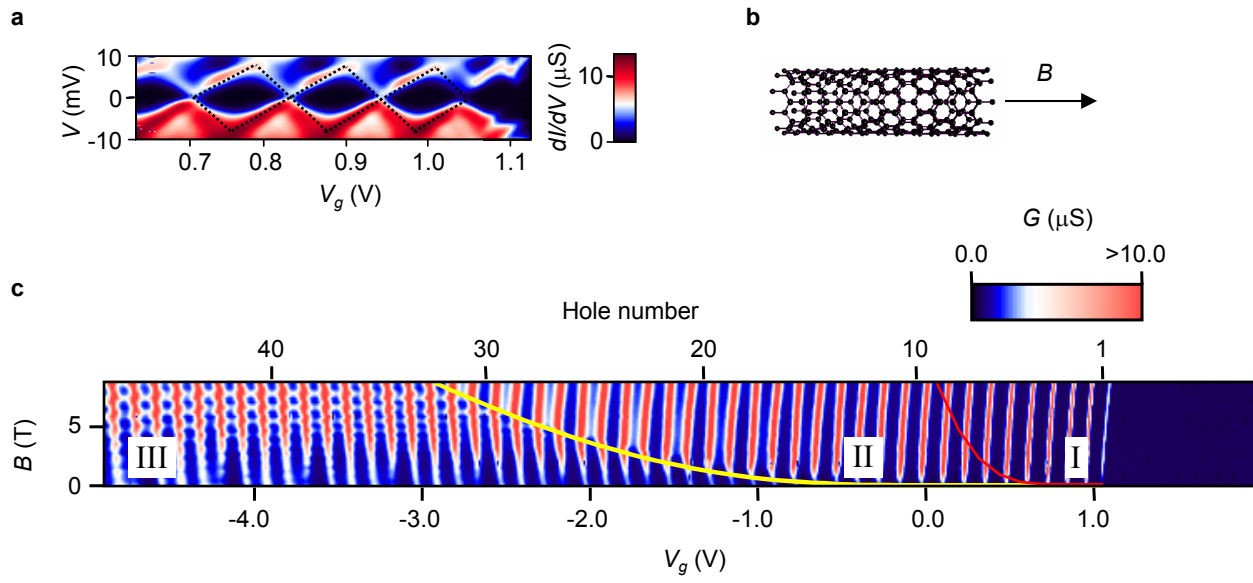 a
10
0
-10
V (mV)
0.7 0.8 0.9 1.0 1.1
V_g (V)
10
0
dI/dV (μS)
b
B
G (μS)
0.0 >10.0
c
Hole number
40 30 20 10 1
5
0
B (T)
III II I
-4.0 -3.0 -2.0 -1.0 0.0 1.0
V_g (V)